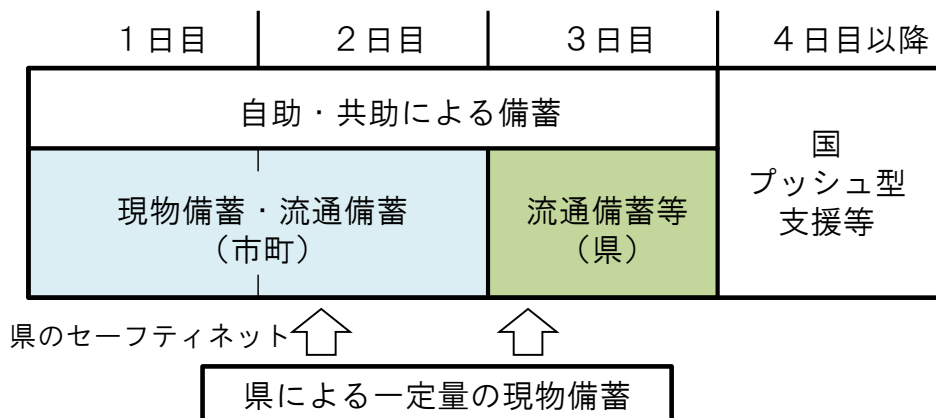 １日目
２日目
３日目
４日目以降
自助・共助による備蓄
国
プッシュ型
支援等
現物備蓄・流通備蓄
（市町）
流通備蓄等
（県）
県のセーフティネット
県による一定量の現物備蓄